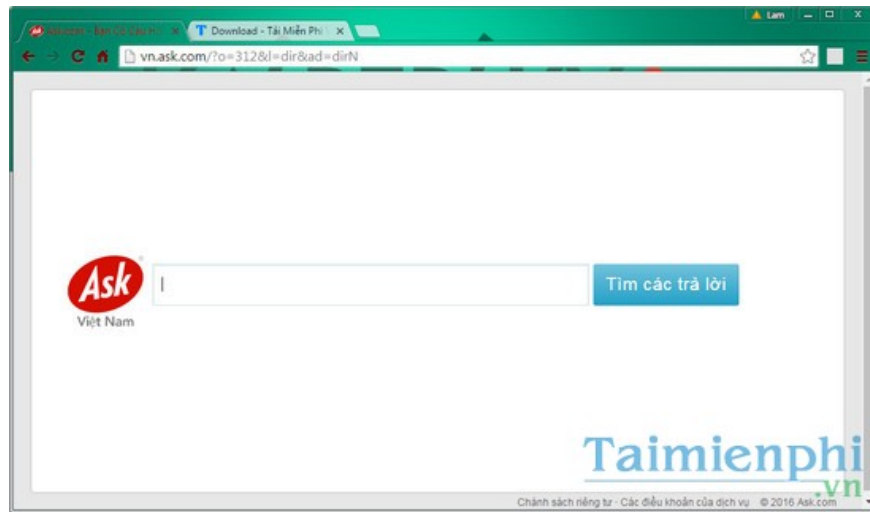 Lam
Download - Tải Miễn Phí
vn.ask.com/?o=312&l=dir&ad=dirN
Ask
Việt Nam
Tìm các trả lời
Taimienphi
.vn
Chánh sách riêng tư · Các điều khoản của dịch vụ © 2016 Ask.com